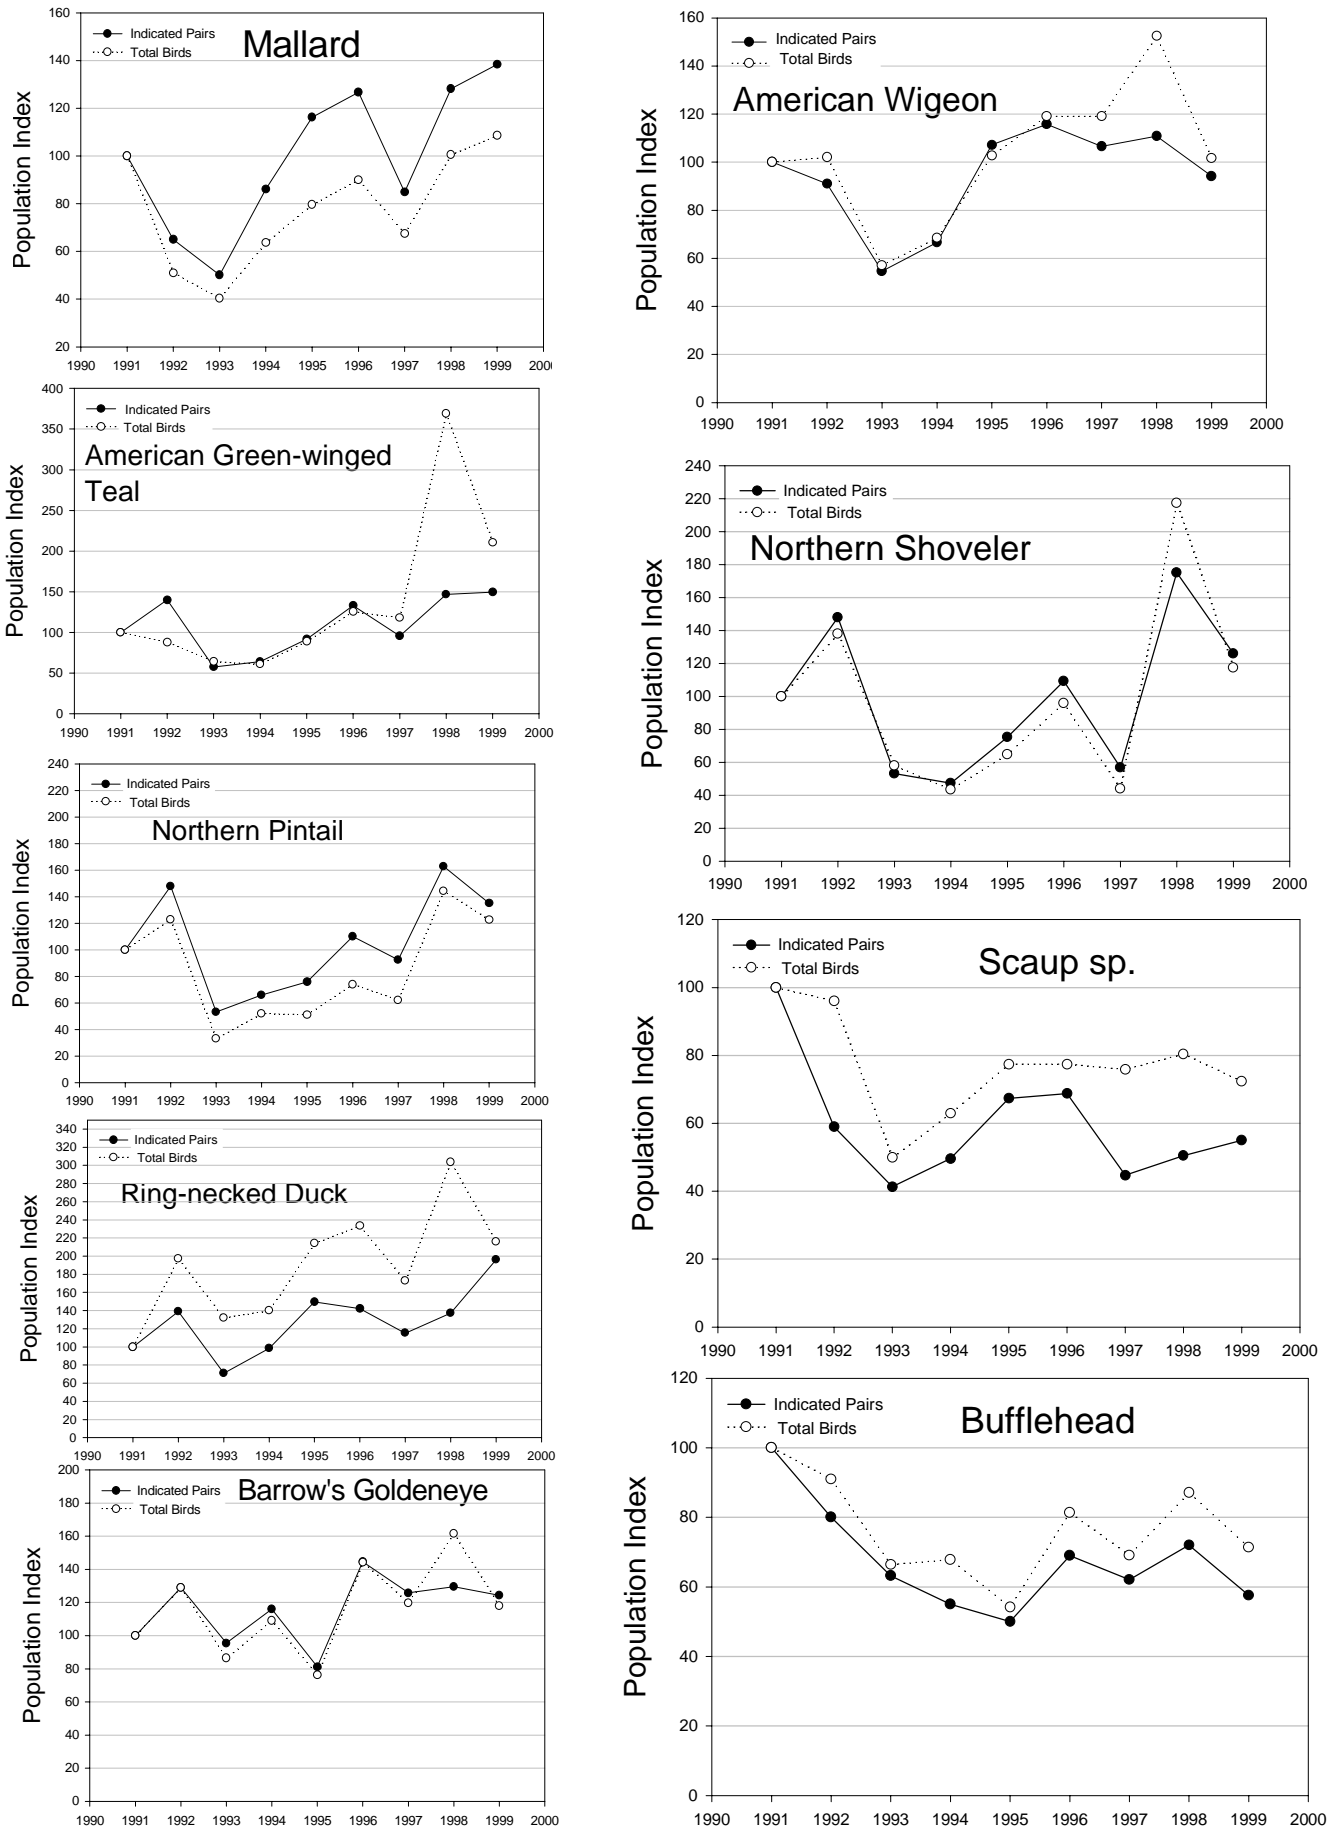 160
140
120
100
80
60
40
20
Population Index
Indicated Pairs
Total Birds
Mallard
1990 1991 1992 1993 1994 1995 1996 1997 1998 1999 200
400
350
300
250
200
150
100
50
0
Population Index
Indicated Pairs
Total Birds
American Green-winged
Teal
1990 1991 1992 1993 1994 1995 1996 1997 1998 1999 2000
240
220
200
180
160
140
120
100
80
60
40
20
0
Population Index
Indicated Pairs
Total Birds
Northern Pintail
1990 1991 1992 1993 1994 1995 1996 1997 1998 1999 2000
340
320
300
280
260
240
220
200
180
160
140
120
100
80
60
40
20
0
Population Index
Indicated Pairs
Total Birds
Ring-necked Duck
1990 1991 1992 1993 1994 1995 1996 1997 1998 1999 2000
200
180
160
140
120
100
80
60
40
20
0
Population Index
Indicated Pairs
Total Birds
Barrow's Goldeneye
1990 1991 1992 1993 1994 1995 1996 1997 1998 1999 2000
160
140
120
100
80
60
40
20
0
Population Index
Indicated Pairs
Total Birds
American Wigeon
1990 1991 1992 1993 1994 1995 1996 1997 1998 1999 2000
240
220
200
180
160
140
120
100
80
60
40
20
0
Population Index
Indicated Pairs
Total Birds
Northern Shoveler
1990 1991 1992 1993 1994 1995 1996 1997 1998 1999 2000
120
100
80
60
40
20
0
Population Index
Indicated Pairs
Total Birds
Scaup sp.
1990 1991 1992 1993 1994 1995 1996 1997 1998 1999 2000
120
100
80
60
40
20
0
Population Index
Indicated Pairs
Total Birds
Bufflehead
1990 1991 1992 1993 1994 1995 1996 1997 1998 1999 2000